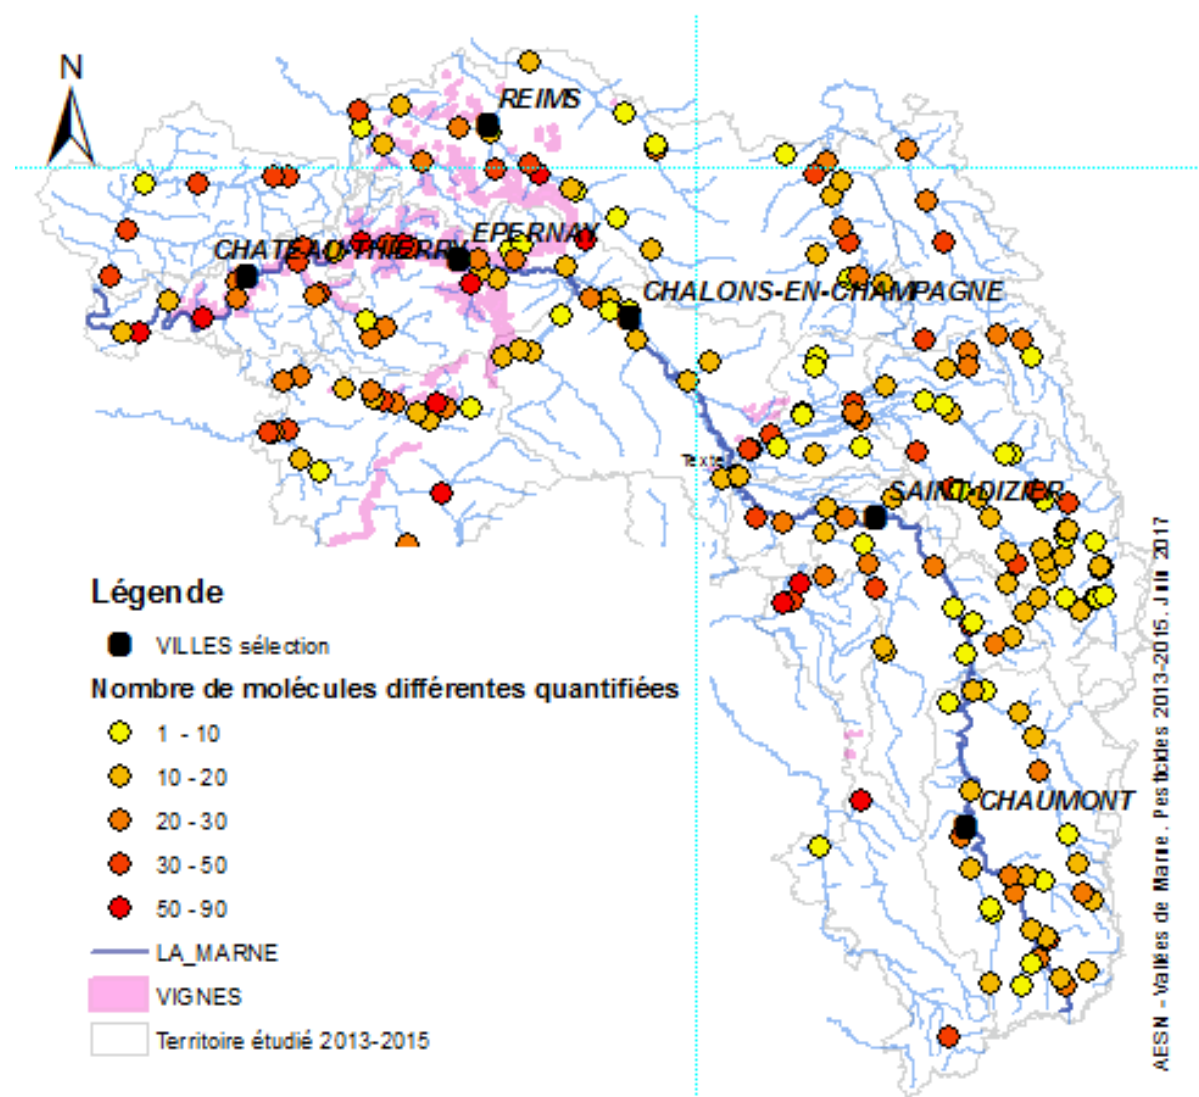 N
REIMS
EPERNAY
CHATEAU-THIERRY
CHALONS-EN-CHAMPAGNE
Texte
SAINT-DIZIER
CHAUMONT
Légende
VILLES sélection
Nombre de molécules différentes quantifiées
1 - 10
10 - 20
20 - 30
30 - 50
50 - 90
LA_MARNE
VIGNES
Territoire étudié 2013-2015
AESN - Vallées de Marne. Pesticides 2013-2015. Juin 2017